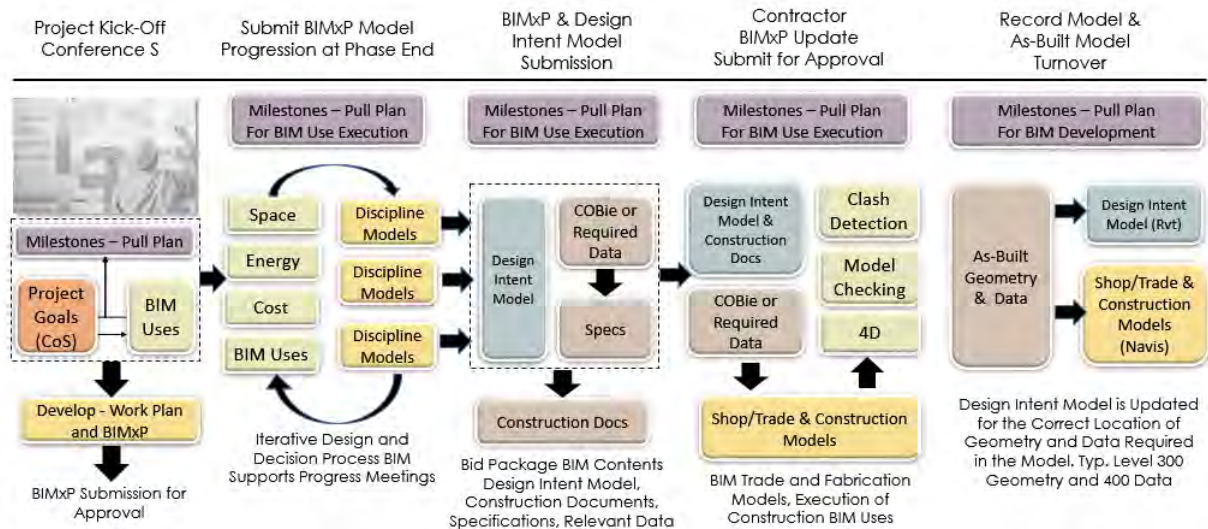 Project Kick-Off
Conference S
Submit BIMxP Model
Progression at Phase End
BIMxP & Design
Intent Model
Submission
Contractor
BIMxP Update
Submit for Approval
Record Model &
As-Built Model
Turnover
Milestones – Pull Plan
Project
Goals
(CoS)
BIM
Uses
Develop - Work Plan
and BIMxP
BIMxP Submission for
Approval
Milestones – Pull Plan
For BIM Use Execution
Space
Energy
Cost
BIM Uses
Discipline
Models
Discipline
Models
Discipline
Models
Iterative Design and
Decision Process BIM
Supports Progress Meetings
Milestones – Pull Plan
For BIM Use Execution
Design
Intent
Model
COBie or
Required
Data
Specs
Construction Docs
Bid Package BIM Contents
Design Intent Model,
Construction Documents,
Specifications, Relevant Data
Milestones – Pull Plan
For BIM Use Execution
Design Intent
Model &
Construction
Docs
COBie or
Required
Data
Clash
Detection
Model
Checking
4D
Shop/Trade & Construction
Models
BIM Trade and Fabrication
Models, Execution of
Construction BIM Uses
Milestones – Pull Plan
For BIM Development
As-Built
Geometry
& Data
Design Intent
Model (Rvt)
Shop/Trade &
Construction
Models
(Navis)
Design Intent Model is Updated
for the Correct Location of
Geometry and Data Required
in the Model. Typ. Level 300
Geometry and 400 Data